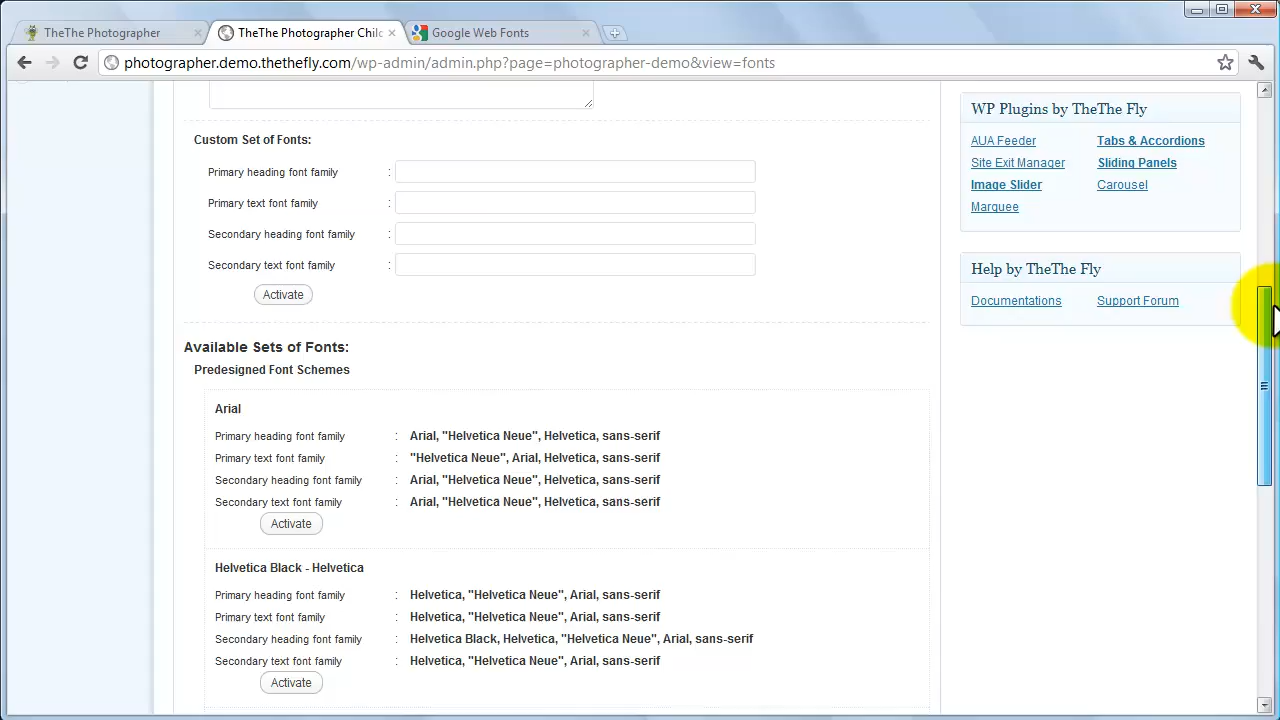 TheThe Photographer
TheThe Photographer Chilc
Google Web Fonts
photographer.demo.thethefly.com/wp-admin/admin.php?page=photographer-demo&view=fonts
Custom Set of Fonts:
Primary heading font family :
Primary text font family :
Secondary heading font family :
Secondary text font family :
Activate
Available Sets of Fonts:
Predesigned Font Schemes
Arial
Primary heading font family : Arial, "Helvetica Neue", Helvetica, sans-serif
Primary text font family : "Helvetica Neue", Arial, Helvetica, sans-serif
Secondary heading font family : Arial, "Helvetica Neue", Helvetica, sans-serif
Secondary text font family : Arial, "Helvetica Neue", Helvetica, sans-serif
Activate
Helvetica Black - Helvetica
Primary heading font family : Helvetica, "Helvetica Neue", Arial, sans-serif
Primary text font family : Helvetica, "Helvetica Neue", Arial, sans-serif
Secondary heading font family : Helvetica Black, Helvetica, "Helvetica Neue", Arial, sans-serif
Secondary text font family : Helvetica, "Helvetica Neue", Arial, sans-serif
Activate
WP Plugins by TheThe Fly
AUA Feeder Tabs & Accordions
Site Exit Manager Sliding Panels
Image Slider Carousel
Marquee
Help by TheThe Fly
Documentations Support Forum